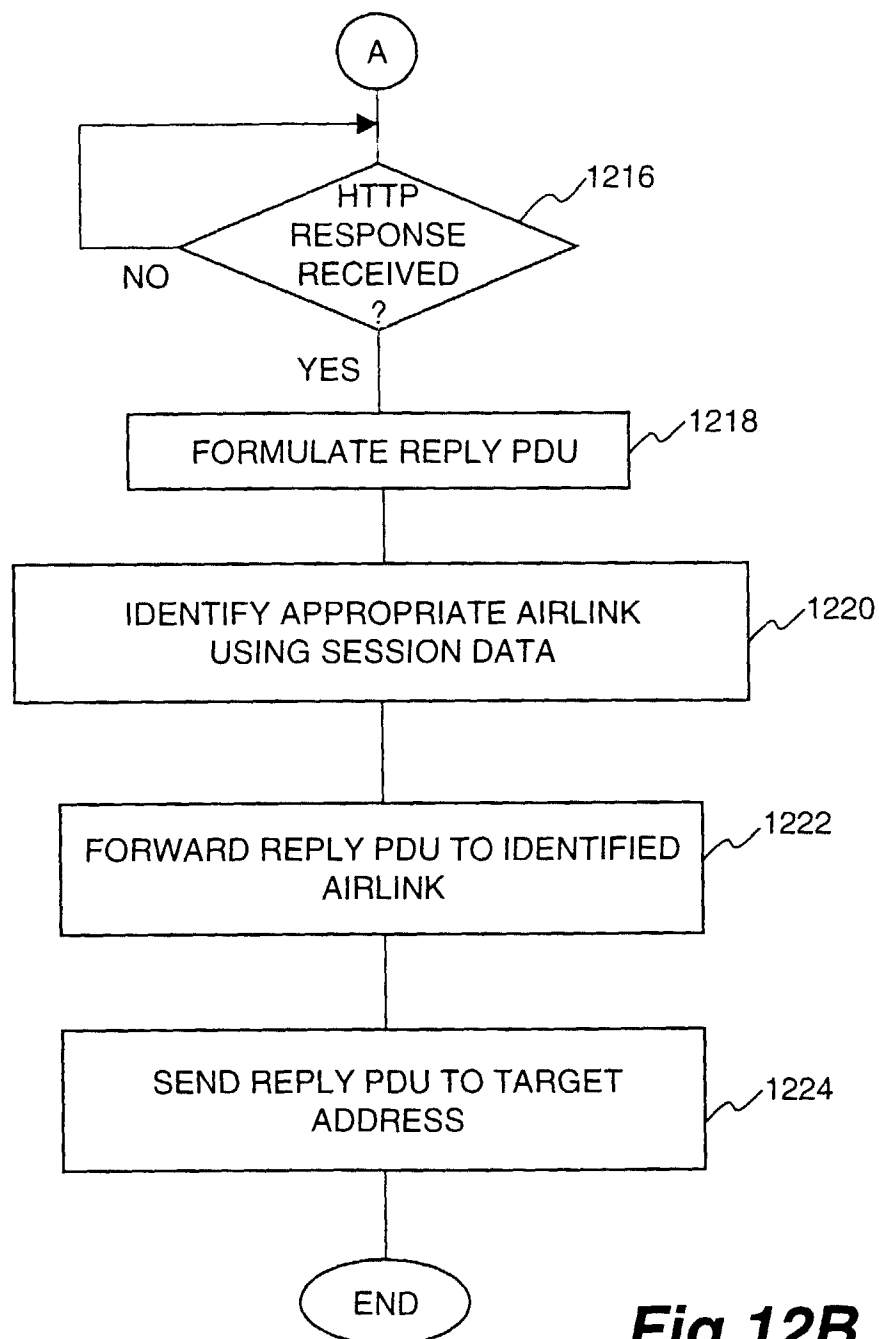 A
HTTP
RESPONSE
RECEIVED
?
1216
NO
YES
FORMULATE REPLY PDU
1218
IDENTIFY APPROPRIATE AIRLINK
USING SESSION DATA
1220
FORWARD REPLY PDU TO IDENTIFIED
AIRLINK
1222
SEND REPLY PDU TO TARGET
ADDRESS
1224
END
Fig 12B